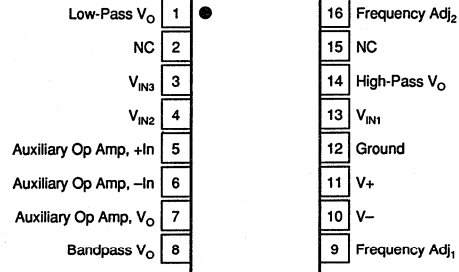 Low-Pass VO 1 16 Frequency Adj2
NC 2 15 NC
VIN3 3 14 High-Pass VO
VIN2 4 13 VIN1
Auxiliary Op Amp, +In 5 12 Ground
Auxiliary Op Amp, –In 6 11 V+
Auxiliary Op Amp, VO 7 10 V–
Bandpass VO 8 9 Frequency Adj1